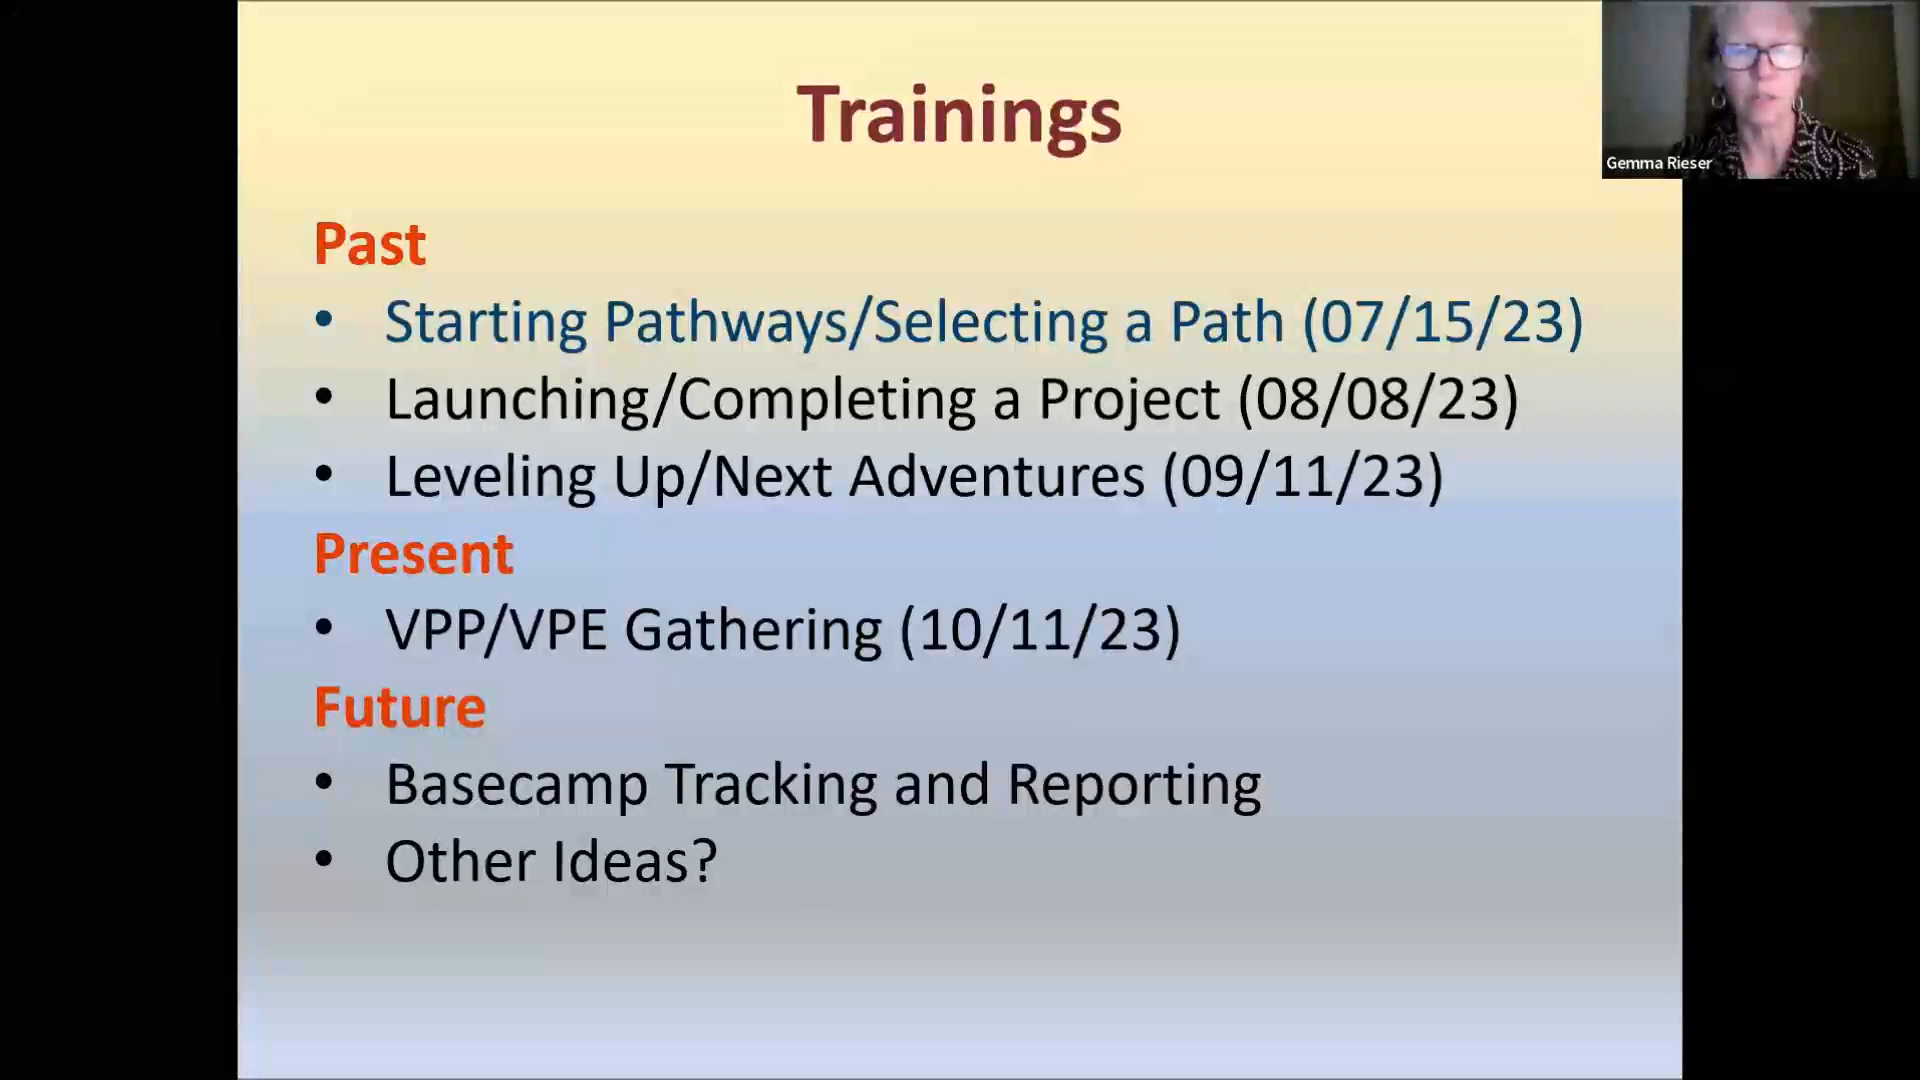 Trainings
Gemma Rieser
Past
• Starting Pathways/Selecting a Path (07/15/23)
• Launching/Completing a Project (08/08/23)
• Leveling Up/Next Adventures (09/11/23)
Present
• VPP/VPE Gathering (10/11/23)
Future
• Basecamp Tracking and Reporting
• Other Ideas?